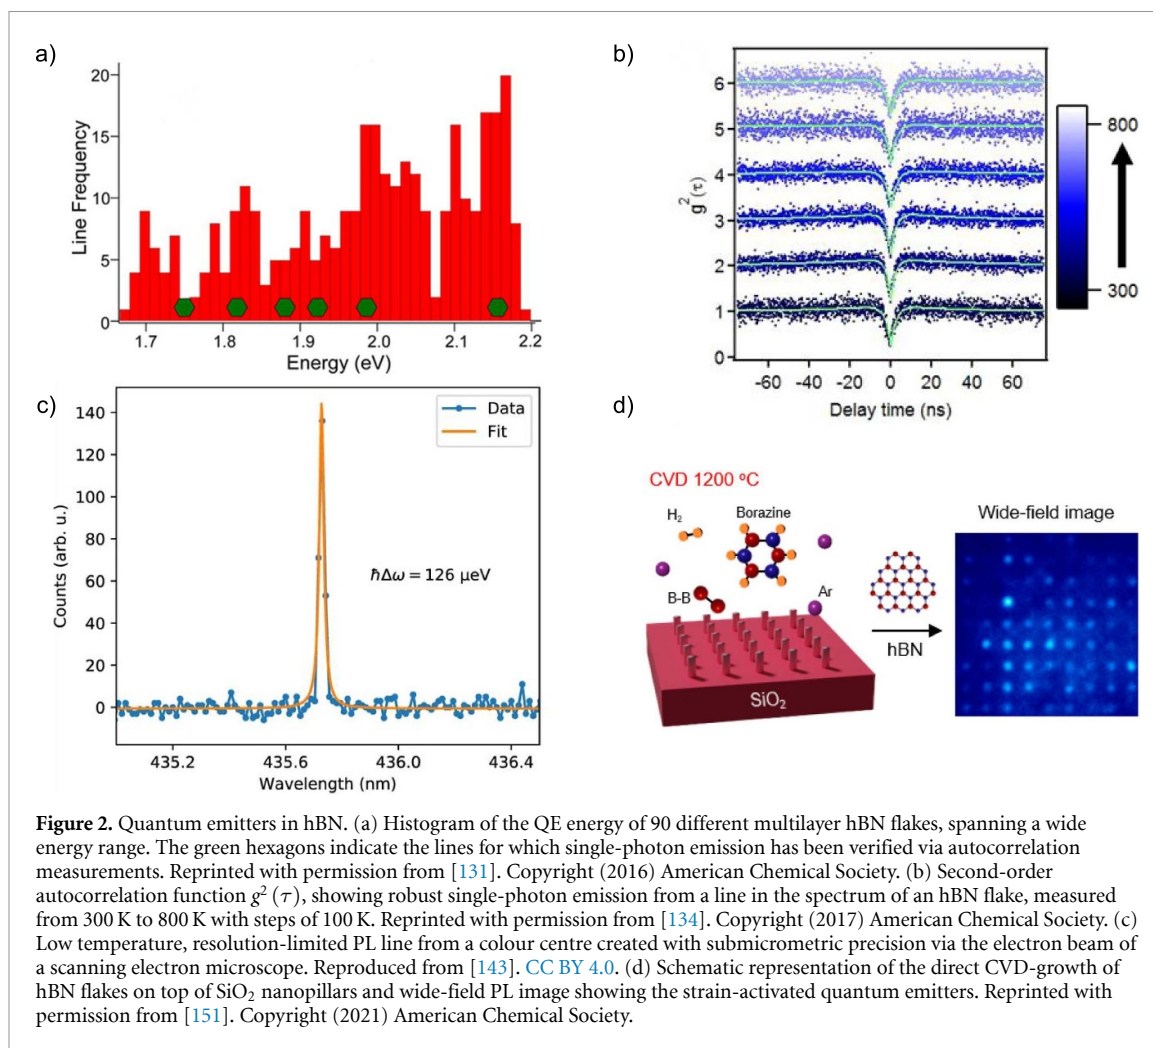 a)
20
15
10
5
0
Line Frequency
1.7 1.8 1.9 2.0 2.1 2.2
Energy (eV)
b)
6
5
4
3
2
1
0
g²(τ)
-60 -40 -20 0 20 40 60
Delay time (ns)
800
300
c)
140
120
100
80
60
40
20
0
Counts (arb. u.)
Data
Fit
ℏΔω = 126 µeV
435.2 435.6 436.0 436.4
Wavelength (nm)
d)
CVD 1200 ºC
H₂
Borazine
B-B
Ar
SiO₂
hBN
Wide-field image
Figure 2. Quantum emitters in hBN. (a) Histogram of the QE energy of 90 different multilayer hBN flakes, spanning a wide
energy range. The green hexagons indicate the lines for which single-photon emission has been verified via autocorrelation
measurements. Reprinted with permission from [131]. Copyright (2016) American Chemical Society. (b) Second-order
autocorrelation function g² (τ), showing robust single-photon emission from a line in the spectrum of an hBN flake, measured
from 300 K to 800 K with steps of 100 K. Reprinted with permission from [134]. Copyright (2017) American Chemical Society. (c)
Low temperature, resolution-limited PL line from a colour centre created with submicrometric precision via the electron beam of
a scanning electron microscope. Reproduced from [143]. CC BY 4.0. (d) Schematic representation of the direct CVD-growth of
hBN flakes on top of SiO₂ nanopillars and wide-field PL image showing the strain-activated quantum emitters. Reprinted with
permission from [151]. Copyright (2021) American Chemical Society.